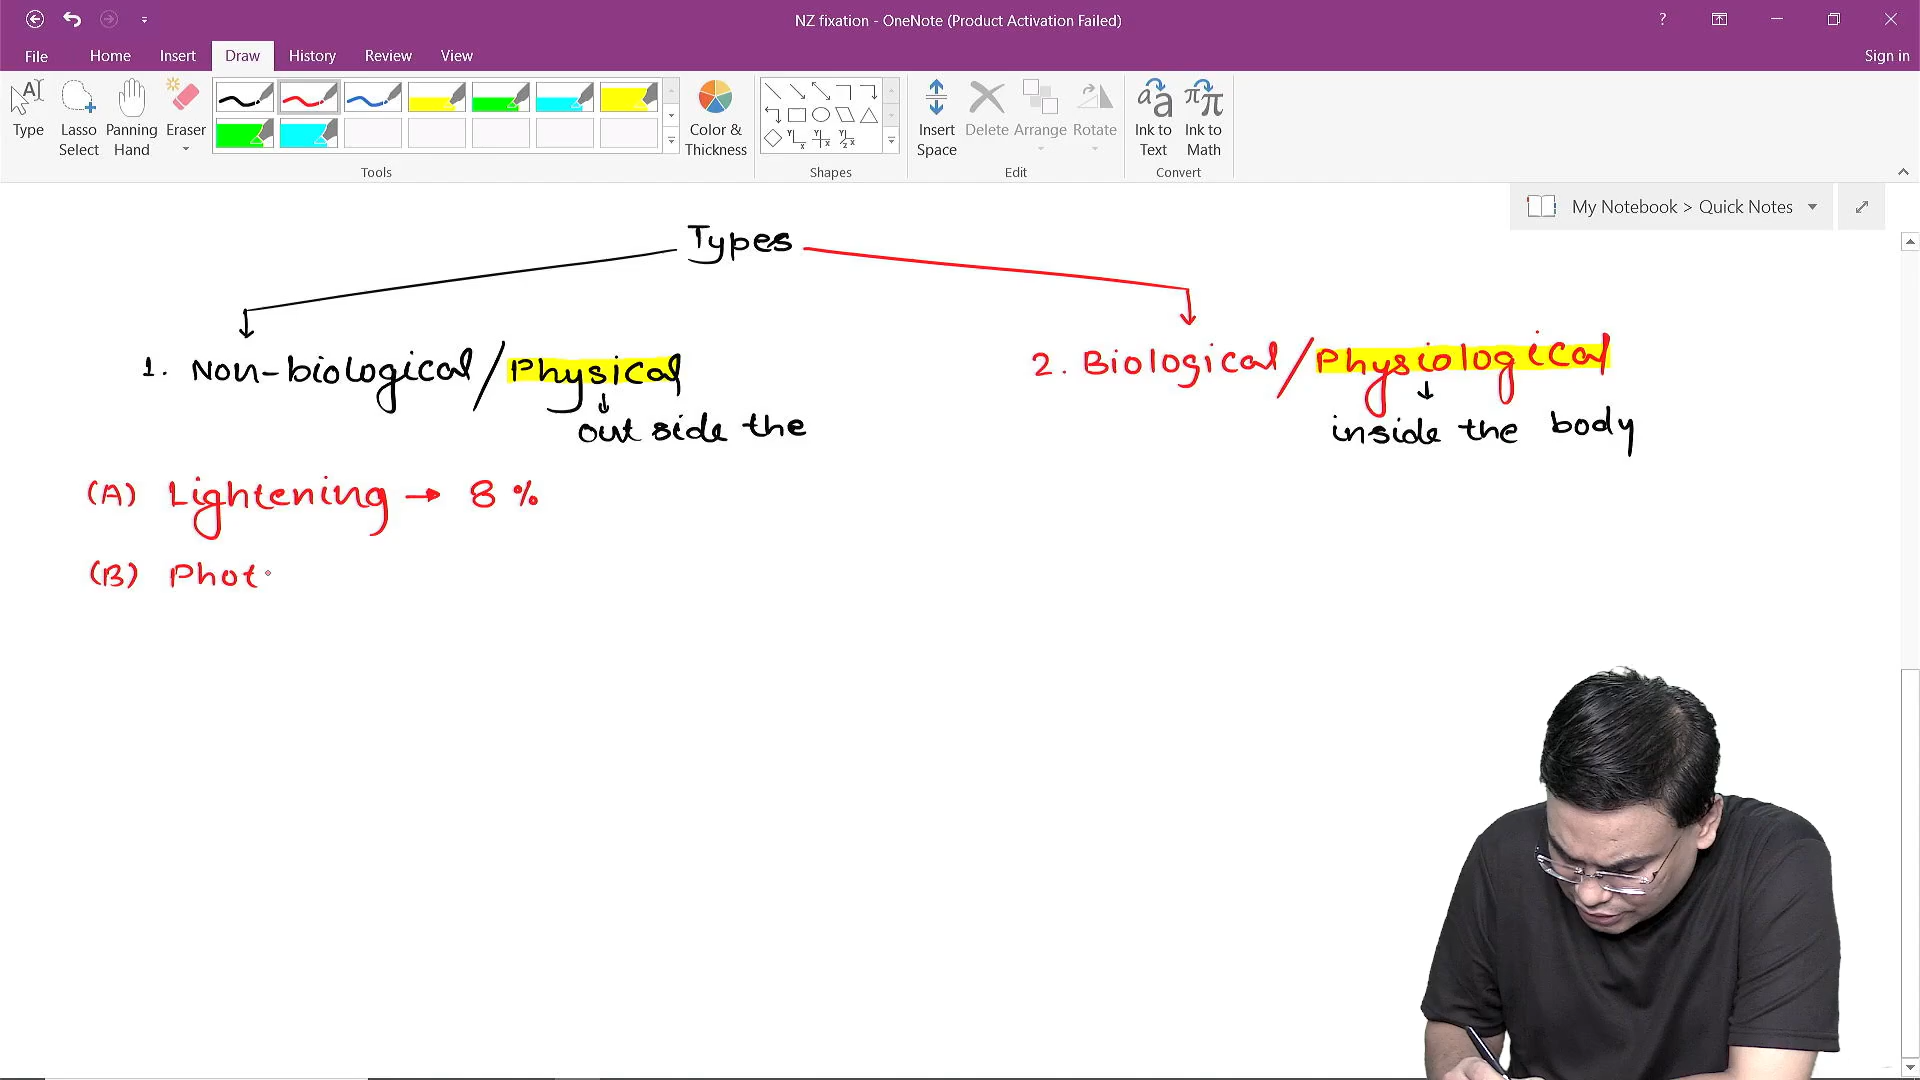 NZ fixation - OneNote (Product Activation Failed)
File Home Insert Draw History Review View Sign in
Type Lasso Select Panning Hand Eraser Color & Thickness Insert Space Delete Arrange Rotate Ink to Text Ink to Math
Tools Shapes Edit Convert
My Notebook > Quick Notes
Types
1. Non-biological/Physical
2. Biological/Physiological
out side the
inside the body
(A) Lightening → 8 %
(B) Phot